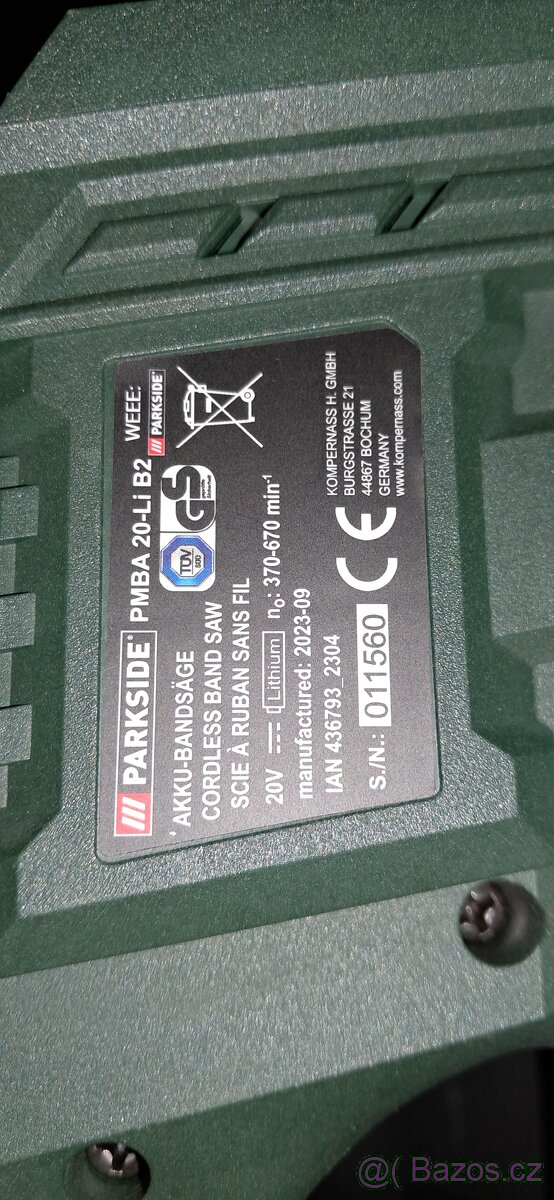 PARKSIDE® PMBA 20-Li B2
WEEE:
PARKSIDE®
AKKU-BANDSÄGE
CORDLESS BAND SAW
SCIE À RUBAN SANS FIL
TÜV
SÜD
GS
20V Lithium n₀: 370-670 min⁻¹
manufactured: 2023-09
IAN 436793_2304
S./N.: 011560
CE
KOMPERNASS H. GMBH
BURGSTRASSE 21
44867 BOCHUM
GERMANY
www.kompernass.com
@( Bazos.cz